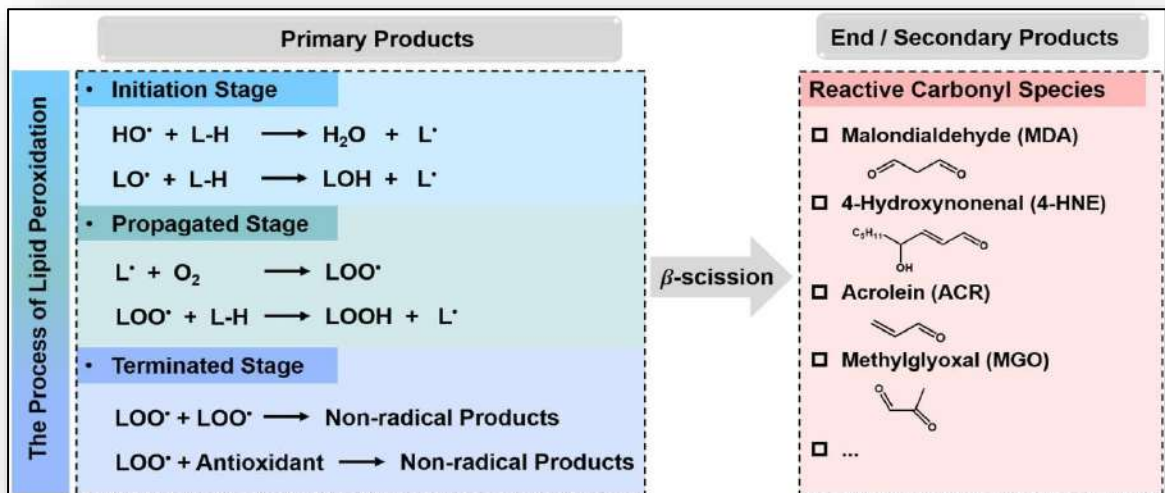 Primary Products
End / Secondary Products
The Process of Lipid Peroxidation
• Initiation Stage
HO• + L-H ⟶ H₂O + L•
LO• + L-H ⟶ LOH + L•
• Propagated Stage
L• + O₂ ⟶ LOO•
LOO• + L-H ⟶ LOOH + L•
• Terminated Stage
LOO• + LOO• ⟶ Non-radical Products
LOO• + Antioxidant ⟶ Non-radical Products
β-scission
Reactive Carbonyl Species
Malondialdehyde (MDA)
O O
4-Hydroxynonenal (4-HNE)
C₅H₁₁ O
OH
Acrolein (ACR)
O
Methylglyoxal (MGO)
O
O
...